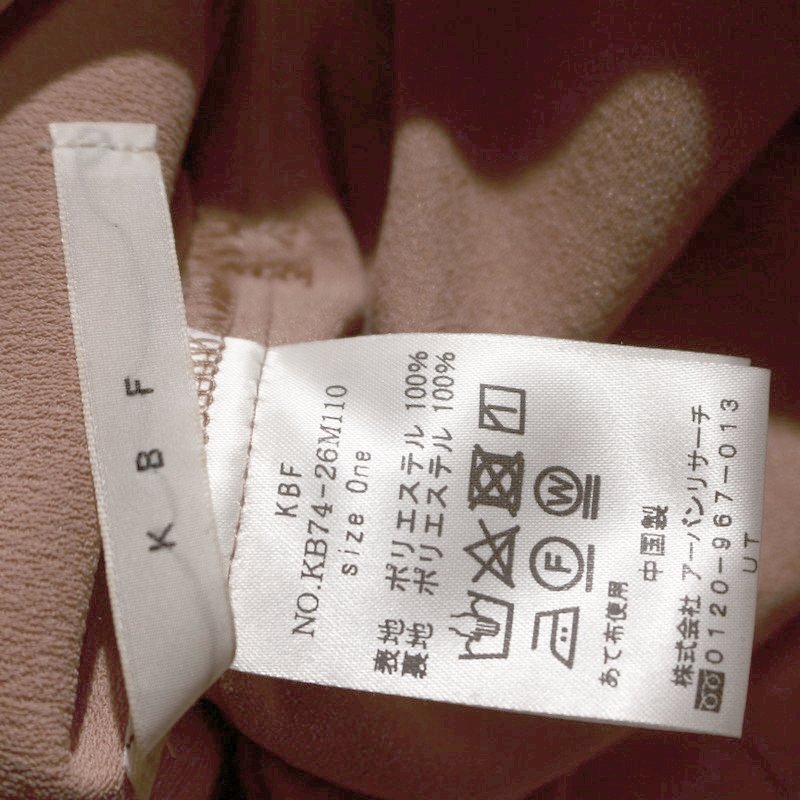 K B F
KBF
NO.KB74-26M110
size One
表地 ポリエステル 100%
裏地 ポリエステル 100%
W
F
あて布使用
中国製
株式会社 アーバンリサーチ
0120-967-013
UT